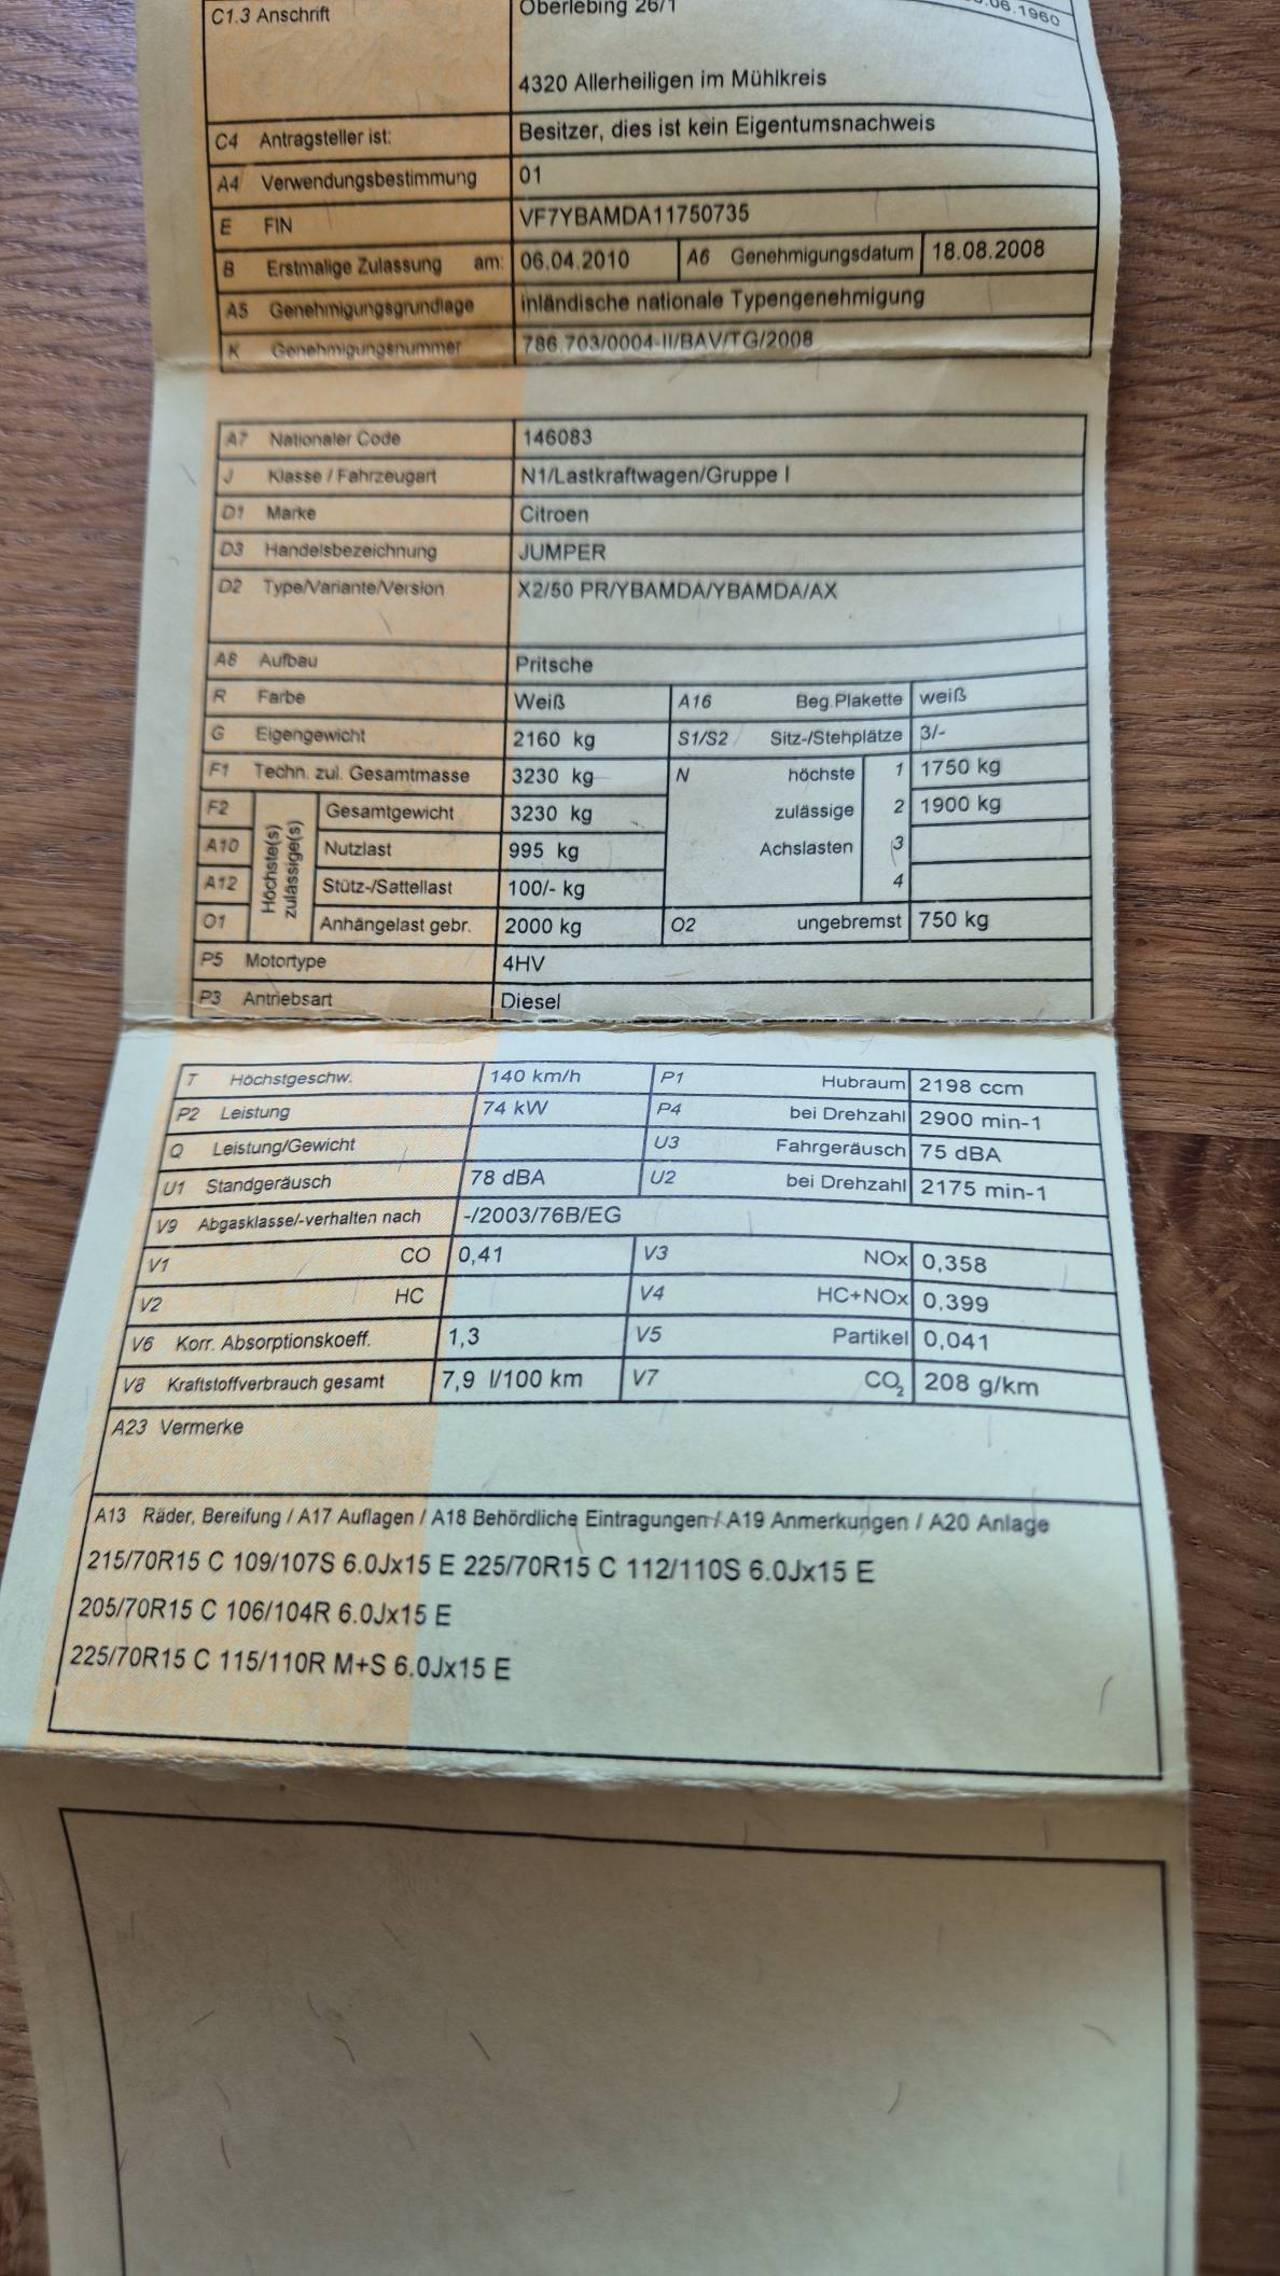 C1.3 Anschrift Oberlebing 26/1 .06.1960
4320 Allerheiligen im Mühlkreis
C4 Antragsteller ist: Besitzer, dies ist kein Eigentumsnachweis
A4 Verwendungsbestimmung 01
E FIN VF7YBAMDA11750735
B Erstmalige Zulassung am: 06.04.2010 A6 Genehmigungsdatum 18.08.2008
A5 Genehmigungsgrundlage inländische nationale Typengenehmigung
K Genehmigungsnummer 786.703/0004-II/BAV/TG/2008
A7 Nationaler Code 146083
J Klasse / Fahrzeugart N1/Lastkraftwagen/Gruppe I
D1 Marke Citroen
D3 Handelsbezeichnung JUMPER
D2 Type/Variante/Version X2/50 PR/YBAMDA/YBAMDA/AX
A8 Aufbau Pritsche
R Farbe Weiß A16 Beg.Plakette weiß
G Eigengewicht 2160 kg S1/S2 Sitz-/Stehplätze 3/-
F1 Techn. zul. Gesamtmasse 3230 kg N höchste 1 1750 kg
F2 Höchste(s) zulässige(s) Gesamtgewicht 3230 kg zulässige 2 1900 kg
A10 Nutzlast 995 kg Achslasten 3
A12 Stütz-/Sattellast 100/- kg 4
O1 Anhängelast gebr. 2000 kg O2 ungebremst 750 kg
P5 Motortype 4HV
P3 Antriebsart Diesel
T Höchstgeschw. 140 km/h P1 Hubraum 2198 ccm
P2 Leistung 74 kW P4 bei Drehzahl 2900 min-1
Q Leistung/Gewicht U3 Fahrgeräusch 75 dBA
U1 Standgeräusch 78 dBA U2 bei Drehzahl 2175 min-1
V9 Abgasklasse/-verhalten nach -/2003/76B/EG
V1 CO 0,41 V3 NOx 0,358
V2 HC V4 HC+NOx 0,399
V6 Korr. Absorptionskoeff. 1,3 V5 Partikel 0,041
V8 Kraftstoffverbrauch gesamt 7,9 l/100 km V7 CO₂ 208 g/km
A23 Vermerke
A13 Räder, Bereifung / A17 Auflagen / A18 Behördliche Eintragungen / A19 Anmerkungen / A20 Anlage
215/70R15 C 109/107S 6.0Jx15 E 225/70R15 C 112/110S 6.0Jx15 E
205/70R15 C 106/104R 6.0Jx15 E
225/70R15 C 115/110R M+S 6.0Jx15 E